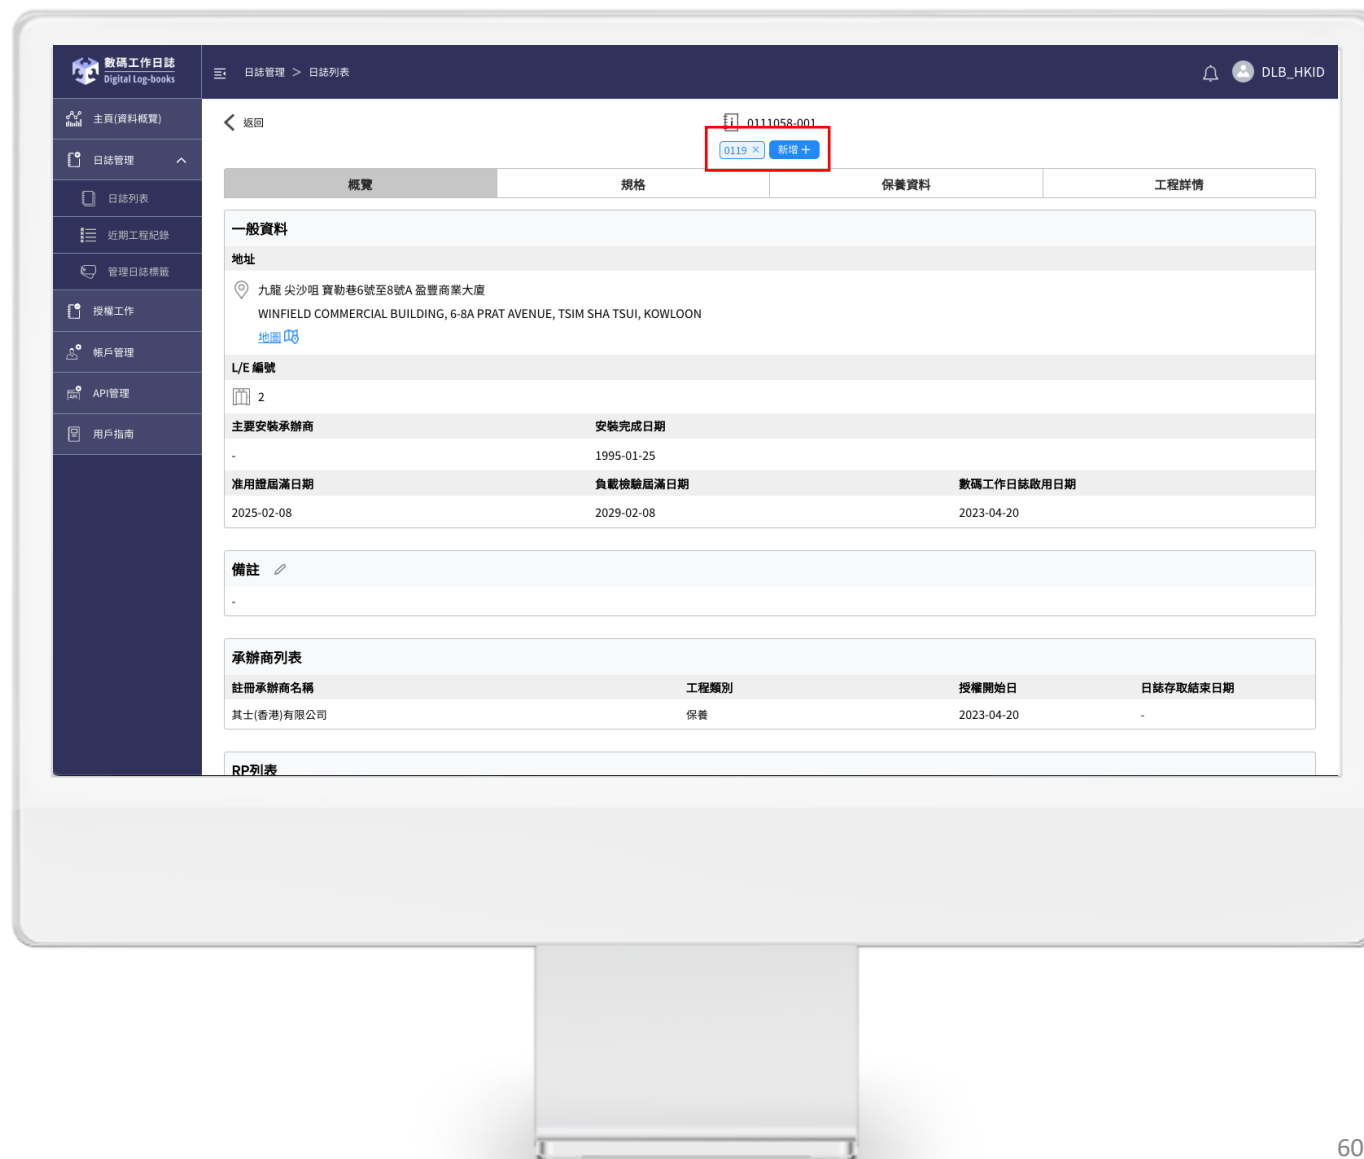 數碼工作日誌
Digital Log-books
日誌管理 > 日誌列表
DLB_HKID
主頁(資料概覽)
日誌管理
日誌列表
近期工程紀錄
管理日誌標籤
授權工作
帳戶管理
API管理
用戶指南
返回
0111058-001
0119 × 新增 +
概覽 規格 保養資料 工程詳情
一般資料
地址
九龍 尖沙咀 寶勒巷6號至8號A 盈豐商業大廈
WINFIELD COMMERCIAL BUILDING, 6-8A PRAT AVENUE, TSIM SHA TSUI, KOWLOON
地圖
L/E 編號
2
主要安裝承辦商 安裝完成日期
- 1995-01-25
准用證屆滿日期 負載檢驗屆滿日期 數碼工作日誌啟用日期
2025-02-08 2029-02-08 2023-04-20
備註
-
承辦商列表
註冊承辦商名稱 工程類別 授權開始日 日誌存取結束日期
其士(香港)有限公司 保養 2023-04-20 -
RP列表
60